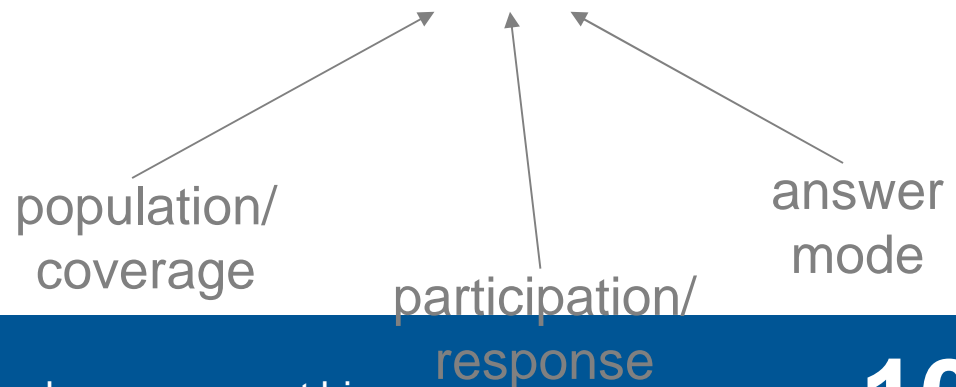 population/
coverage
answer
mode
participation/
response